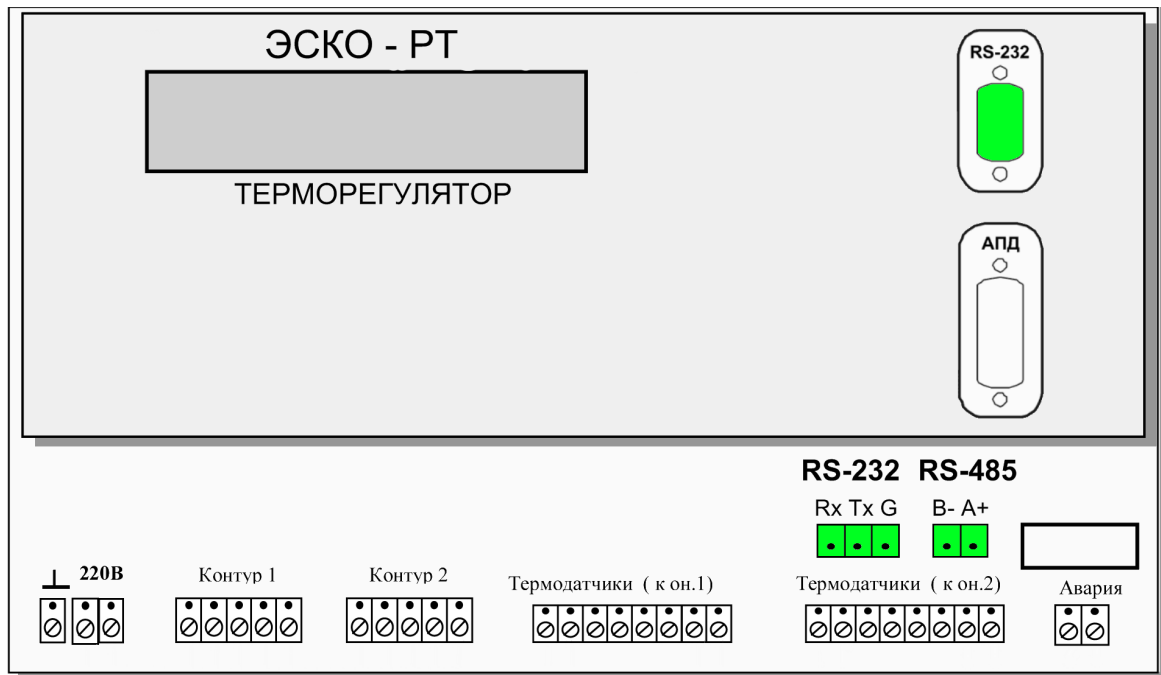 ЭСКО - РТ
ТЕРМОРЕГУЛЯТОР
RS-232
АПД
RS-232 RS-485
Rx Tx G B- A+
220В
Контур 1
Контур 2
Термодатчики ( к он.1)
Термодатчики ( к он.2)
Авария